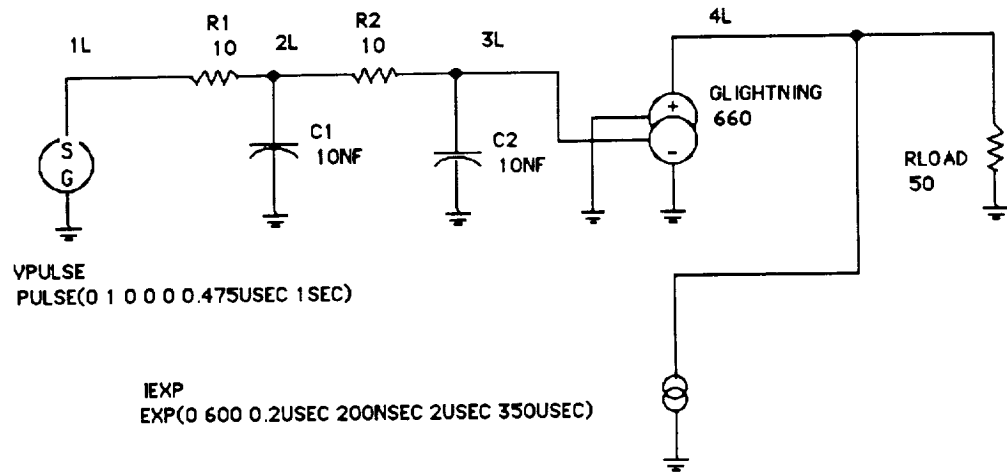 4L
R1
10
R2
10
1L
2L
3L
GLIGHTNING
660
C1
10NF
C2
10NF
S
G
+
-
RLOAD
50
VPULSE
PULSE(0 1 0 0 0 0.475USEC 1SEC)
IEXP
EXP(0 600 0.2USEC 200NSEC 2USEC 350USEC)